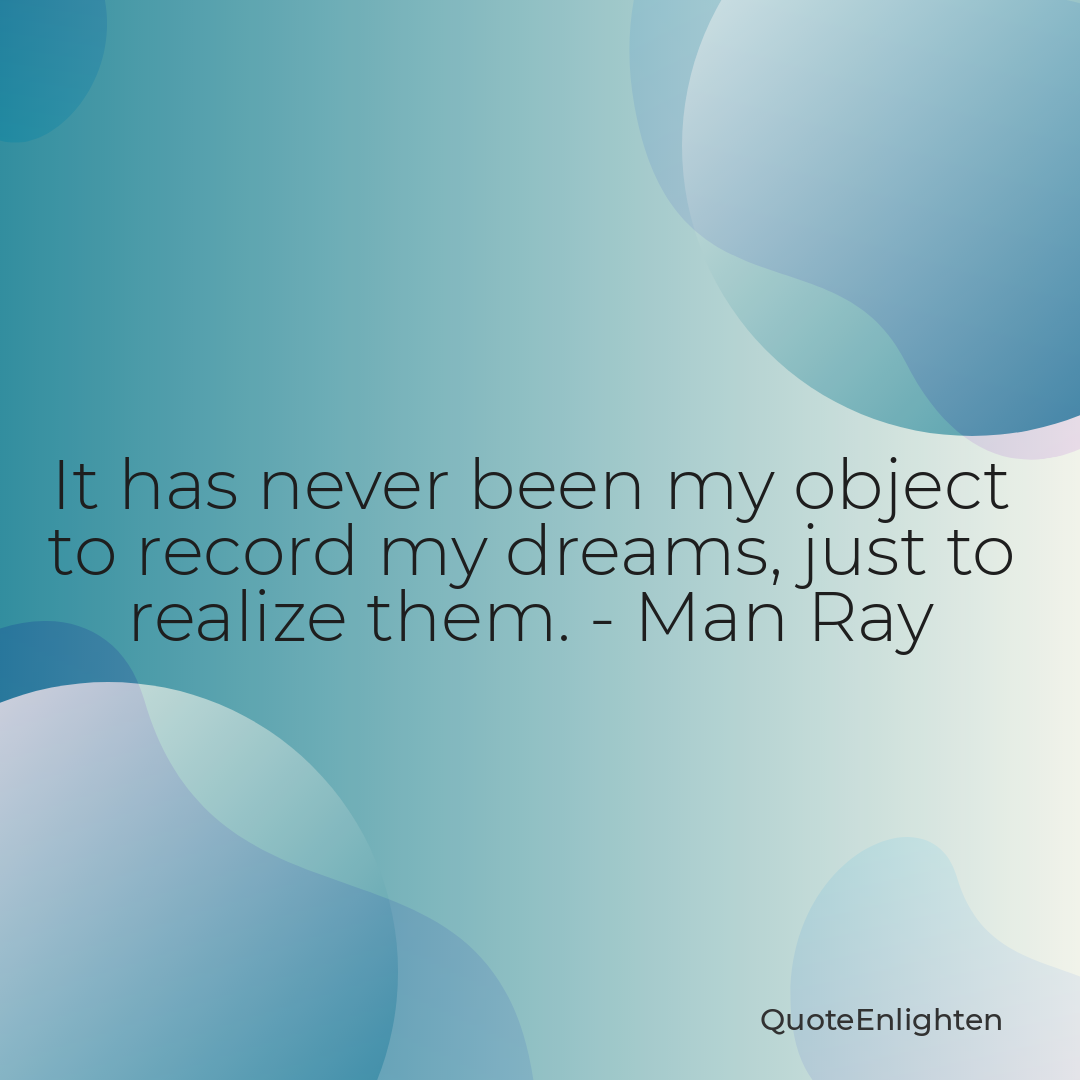 It has never been my object
to record my dreams, just to
realize them. - Man Ray
QuoteEnlighten